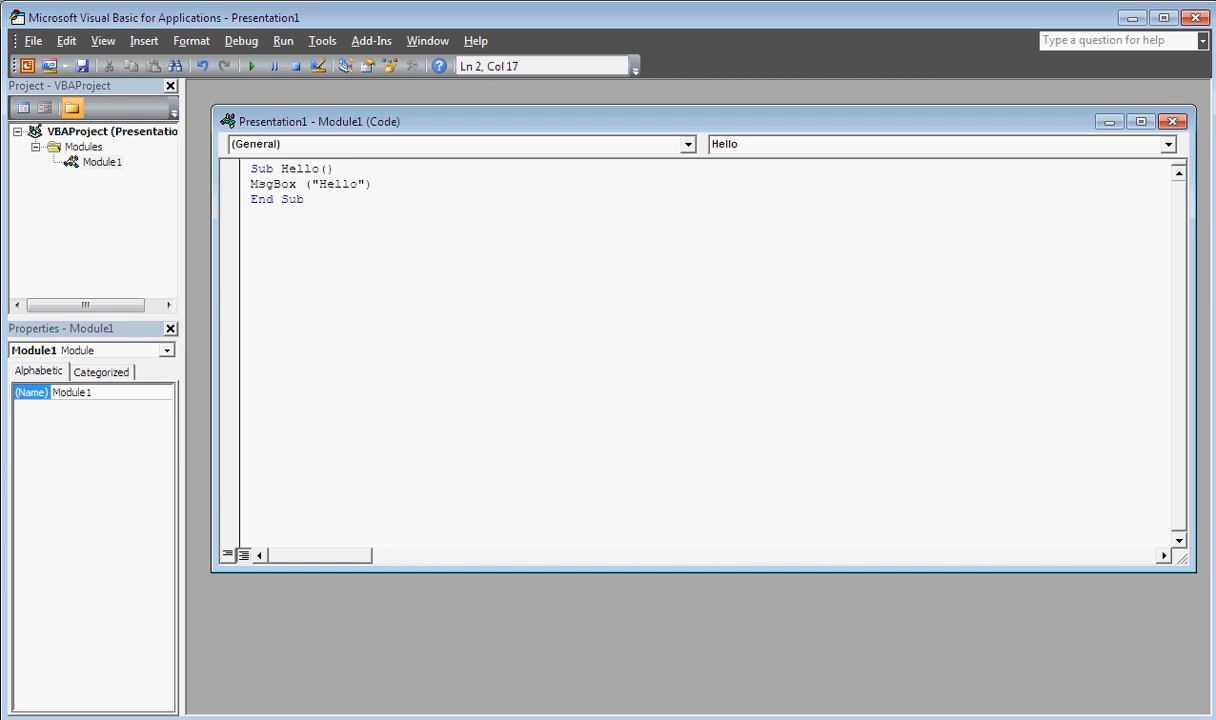 Microsoft Visual Basic for Applications - Presentation1
File Edit View Insert Format Debug Run Tools Add-Ins Window Help
Type a question for help
Ln 2, Col 17
Project - VBAProject
VBAProject (Presentatio
Modules
Module1
Properties - Module1
Module1 Module
Alphabetic Categorized
(Name) Module1
Presentation1 - Module1 (Code)
(General) Hello
Sub Hello()
MsgBox ("Hello")
End Sub